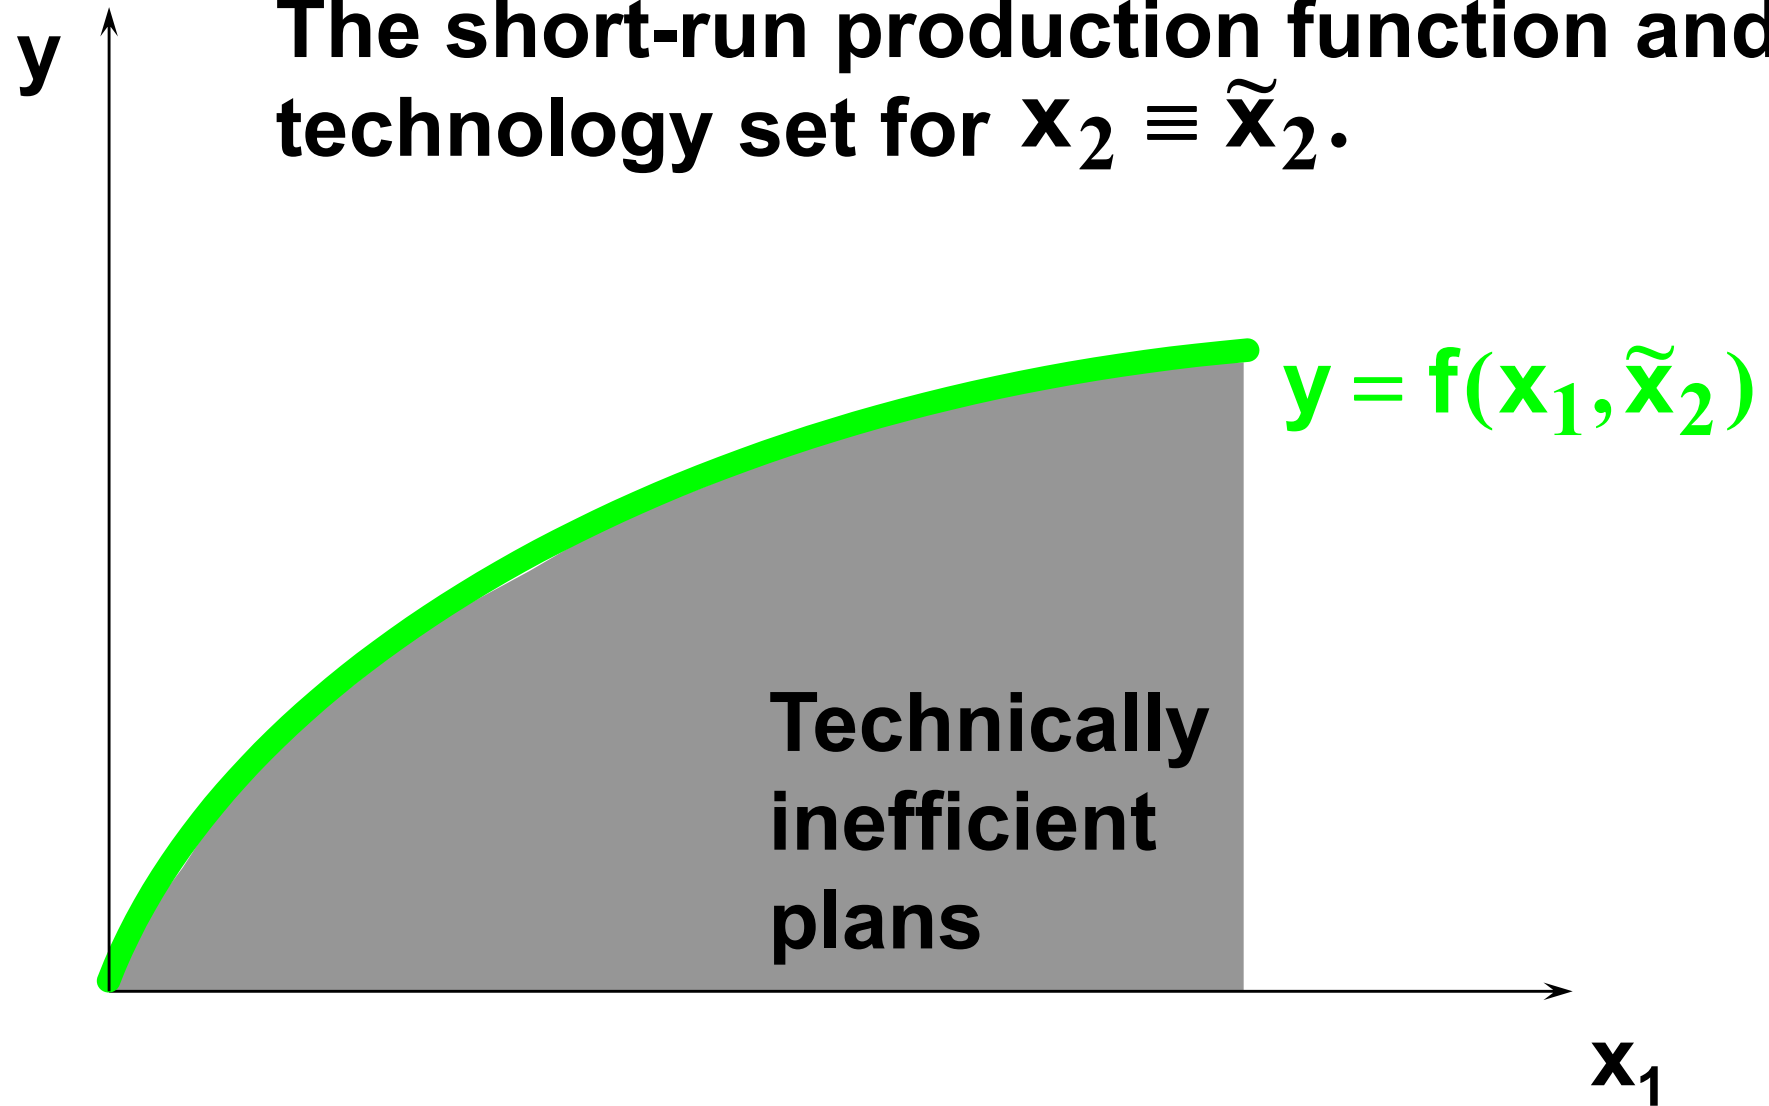 y
The short-run production function and
technology set for x₂ ≡ x̃₂.
y = f(x₁, x̃₂)
Technically
inefficient
plans
x₁